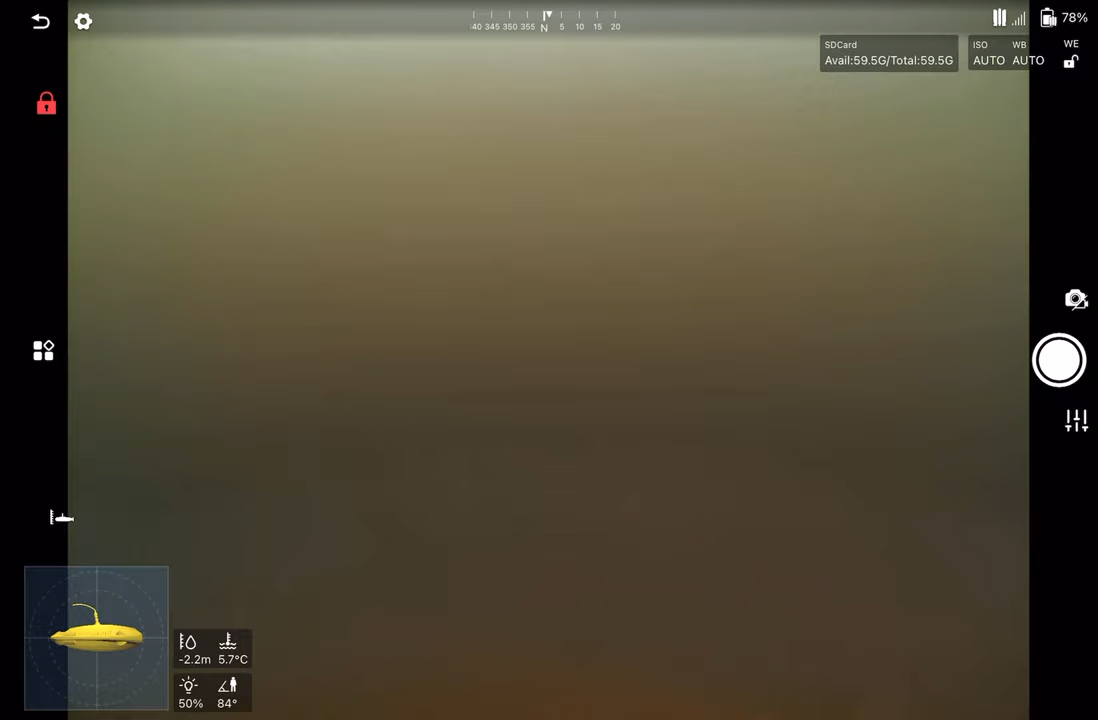 :40 345 350 355 N 5 10 15 20
78%
SDCard
Avail:59.5G/Total:59.5G
ISO WB
AUTO AUTO
WE
-2.2m 5.7°C
50% 84°